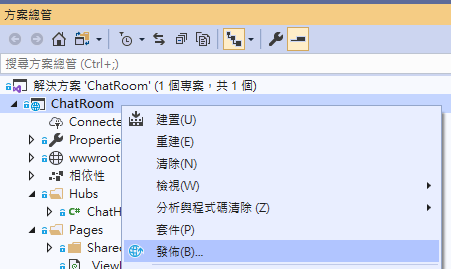 方案總管
搜尋方案總管 (Ctrl+;)
解決方案 'ChatRoom' (1 個專案，共 1 個)
ChatRoom
Connecte
Propertie
wwwroot
相依性
Hubs
ChatH
Pages
Share
_View
建置(U)
重建(E)
清除(N)
檢視(W)
分析與程式碼清除 (Z)
套件(P)
發佈(B)...